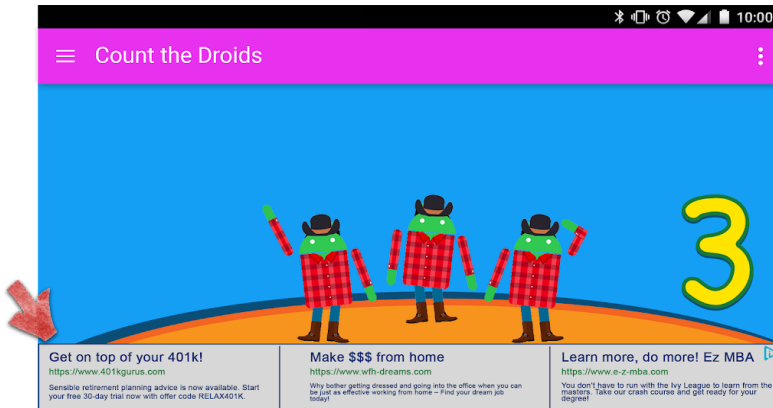 10:00
Count the Droids
3
Get on top of your 401k!
https://www.401kgurus.com
Sensible retirement planning advice is now available. Start
your free 30-day trial now with offer code RELAX401K.
Make $$$ from home
https://www.wfh-dreams.com
Why bother getting dressed and going into the office when you can
be just as effective working from home – Find your dream job
today!
Learn more, do more! Ez MBA
https://www.e-z-mba.com
You don't have to run with the Ivy League to learn from the
masters. Take our crash course and get ready for your
degree!